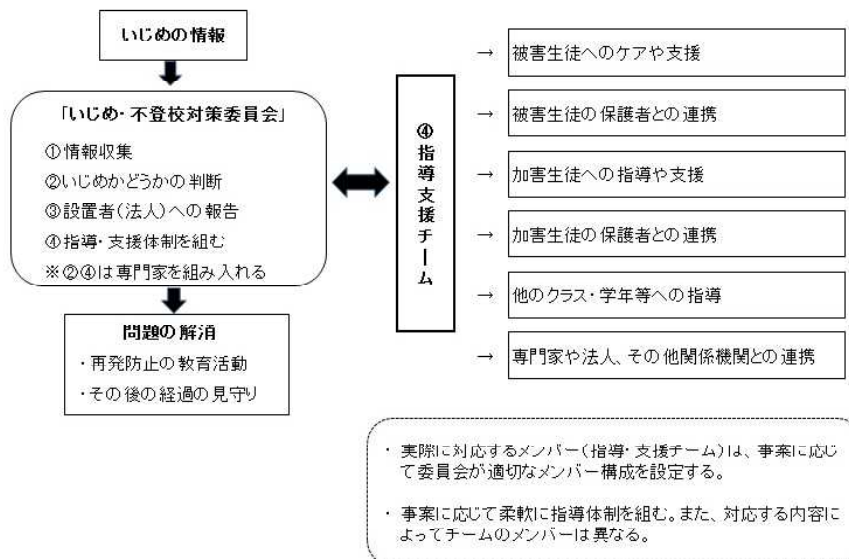 いじめの情報
「いじめ・不登校対策委員会」
①情報収集
②いじめかどうかの判断
③設置者(法人)への報告
④指導・支援体制を組む
※②④は専門家を組み入れる
問題の解消
・再発防止の教育活動
・その後の経過の見守り
④指導支援チーム
→ 被害生徒へのケアや支援
→ 被害生徒の保護者との連携
→ 加害生徒への指導や支援
→ 加害生徒の保護者との連携
→ 他のクラス・学年等への指導
→ 専門家や法人、その他関係機関との連携
・ 実際に対応するメンバー(指導・支援チーム)は、事案に応じ
て委員会が適切なメンバー構成を設定する。
・ 事案に応じて柔軟に指導体制を組む。また、対応する内容に
よってチームのメンバーは異なる。